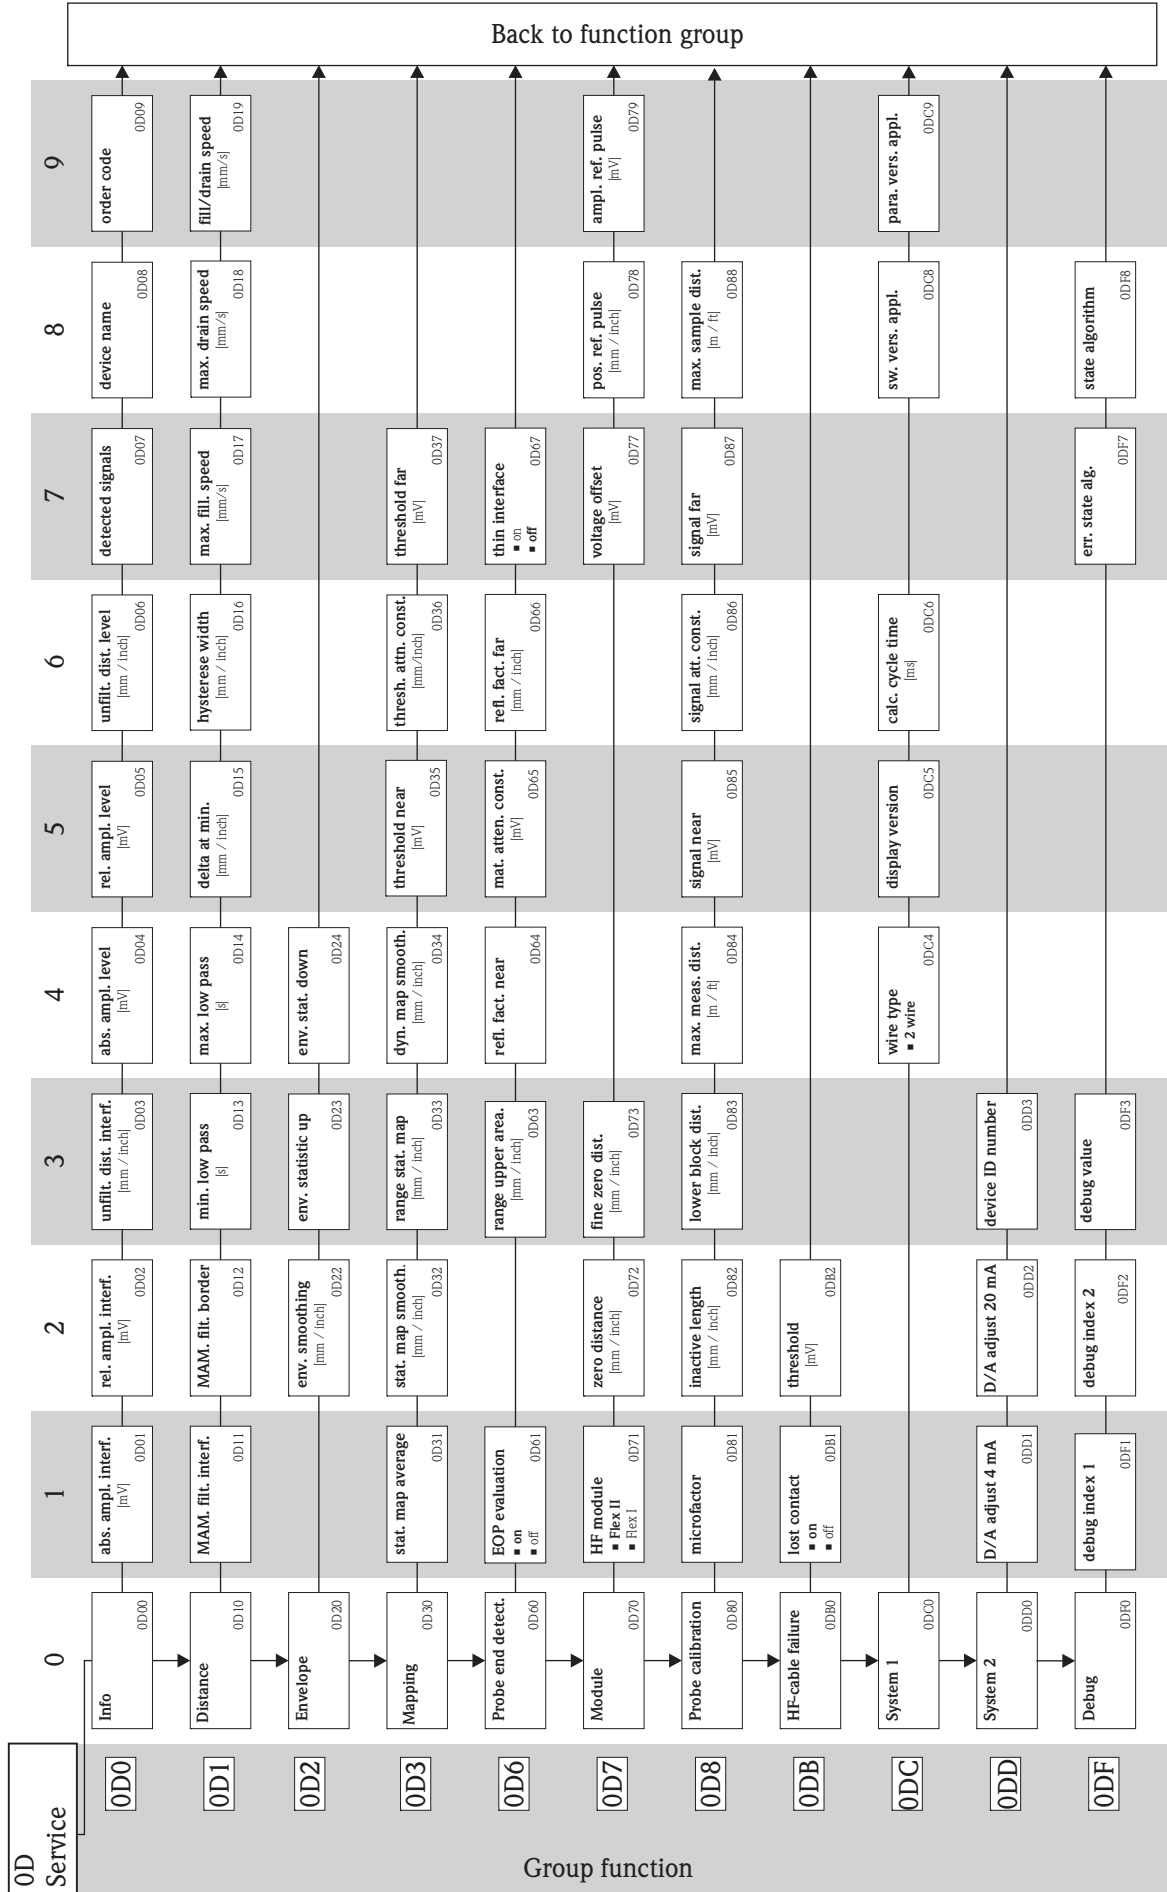 0D
Service
Group function
0
1
2
3
4
5
6
7
8
9
Back to function group
0D0
Info
0D00
abs. ampl. interf.
[mV]
0D01
rel. ampl. interf.
[mV]
0D02
unfilt. dist. interf.
[mm / inch]
0D03
abs. ampl. level
[mV]
0D04
rel. ampl. level
[mV]
0D05
unfilt. dist. level
[mm / inch]
0D06
detected signals
0D07
device name
0D08
order code
0D09
0D1
Distance
0D10
MAM. filt. interf.
0D11
MAM. filt. border
0D12
min. low pass
[s]
0D13
max. low pass
[s]
0D14
delta at min.
[mm / inch]
0D15
hysterese width
[mm / inch]
0D16
max. fill. speed
[mm/s]
0D17
max. drain speed
[mm/s]
0D18
fill/drain speed
[mm/s]
0D19
0D2
Envelope
0D20
env. smoothing
[mm / inch]
0D22
env. statistic up
0D23
env. stat. down
0D24
0D3
Mapping
0D30
stat. map average
0D31
stat. map smooth.
[mm / inch]
0D32
range stat. map
[mm / inch]
0D33
dyn. map smooth.
[mm / inch]
0D34
threshold near
[mV]
0D35
thresh. attn. const.
[mm/inch]
0D36
threshold far
[mV]
0D37
0D6
Probe end detect.
0D60
EOP evaluation
▪ on
▪ off
0D61
range upper area.
[mm / inch]
0D63
refl. fact. near
0D64
mat. atten. const.
[mV]
0D65
refl. fact. far
[mm / inch]
0D66
thin interface
▪ on
▪ off
0D67
0D7
Module
0D70
HF module
▪ Flex II
▪ Flex I
0D71
zero distance
[mm / inch]
0D72
fine zero dist.
[mm / inch]
0D73
voltage offset
[mV]
0D77
pos. ref. pulse
[mm / inch]
0D78
ampl. ref. pulse
[mV]
0D79
0D8
Probe calibration
0D80
microfactor
0D81
inactive length
[mm / inch]
0D82
lower block dist.
[mm / inch]
0D83
max. meas. dist.
[m / ft]
0D84
signal near
[mV]
0D85
signal att. const.
[mm / inch]
0D86
signal far
[mV]
0D87
max. sample dist.
[m / ft]
0D88
0DB
HF-cable failure
0DB0
lost contact
▪ on
▪ off
0DB1
threshold
[mV]
0DB2
0DC
System 1
0DC0
wire type
▪ 2 wire
0DC4
display version
0DC5
calc. cycle time
[ms]
0DC6
sw. vers. appl.
0DC8
para. vers. appl.
0DC9
0DD
System 2
0DD0
D/A adjust 4 mA
0DD1
D/A adjust 20 mA
0DD2
device ID number
0DD3
0DF
Debug
0DF0
debug index 1
0DF1
debug index 2
0DF2
debug value
0DF3
err. state alg.
0DF7
state algorithm
0DF8